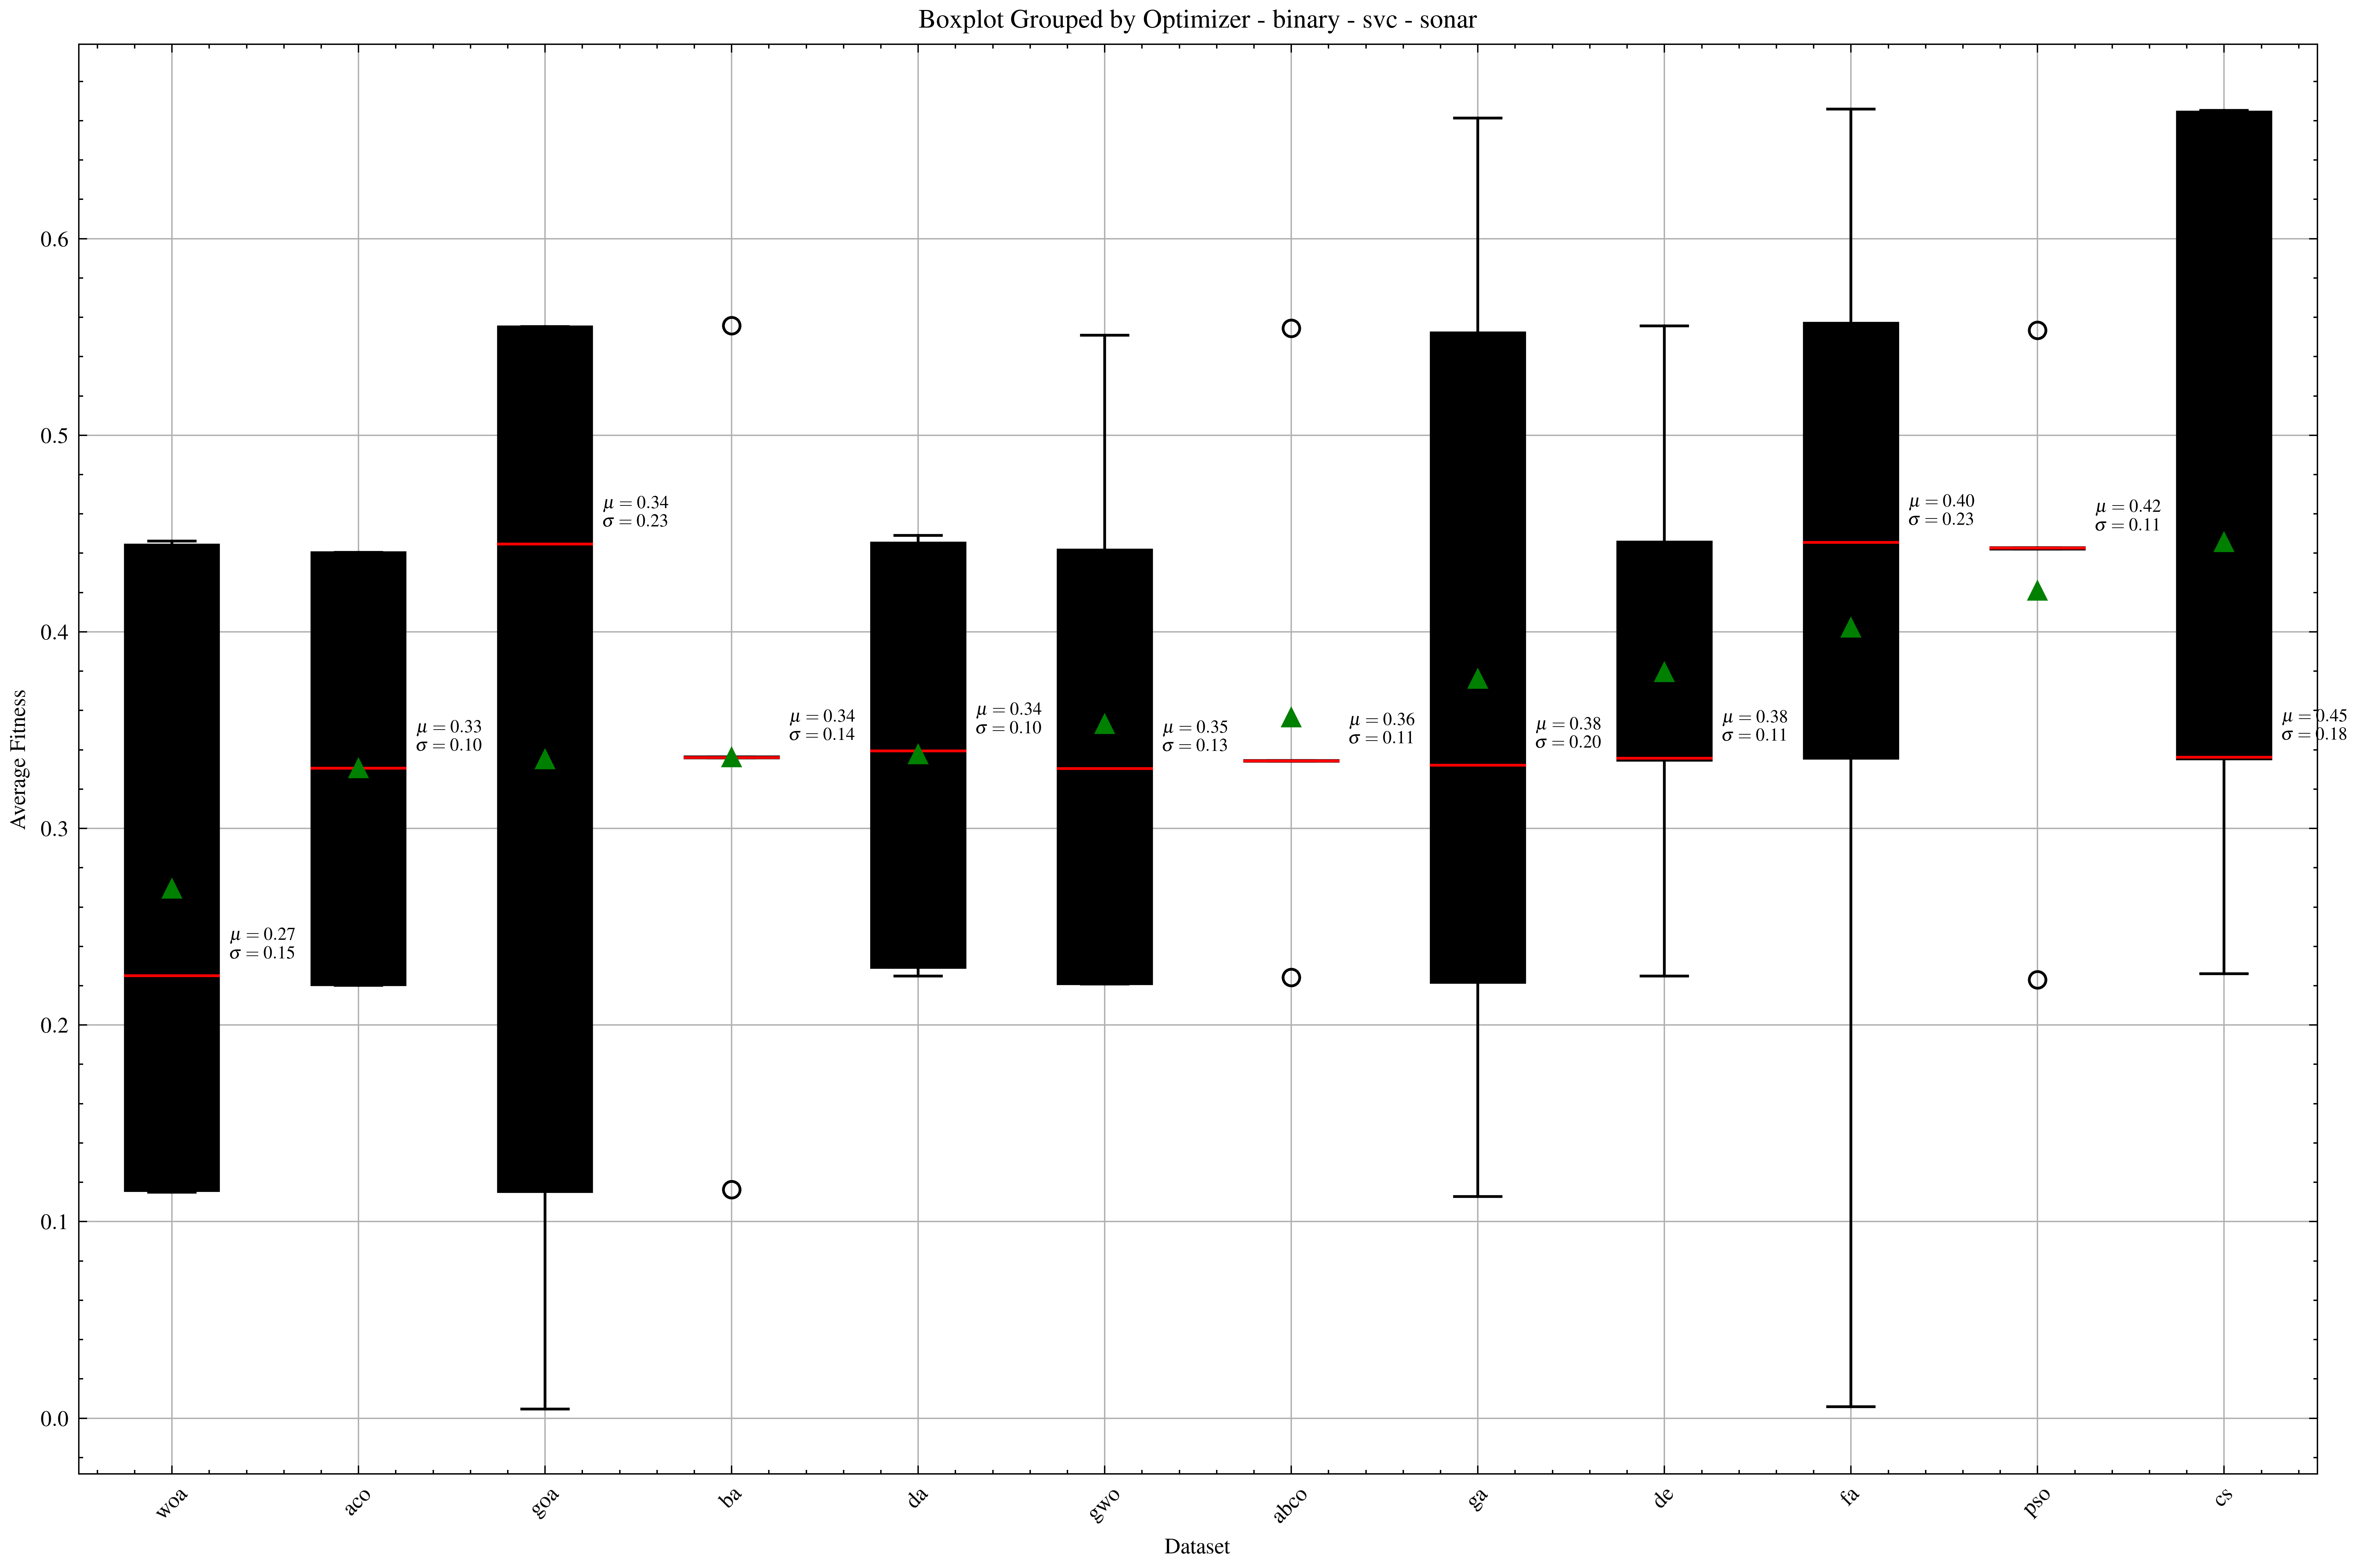 Boxplot Grouped by Optimizer - binary - svc - sonar
Average Fitness
0.6
0.5
0.4
0.3
0.2
0.1
0.0
μ = 0.27
σ = 0.15
μ = 0.33
σ = 0.10
μ = 0.34
σ = 0.23
μ = 0.34
σ = 0.14
μ = 0.34
σ = 0.10
μ = 0.35
σ = 0.13
μ = 0.36
σ = 0.11
μ = 0.38
σ = 0.20
μ = 0.38
σ = 0.11
μ = 0.40
σ = 0.23
μ = 0.42
σ = 0.11
μ = 0.45
σ = 0.18
woa
aco
goa
ba
da
gwo
abco
ga
de
fa
pso
cs
Dataset